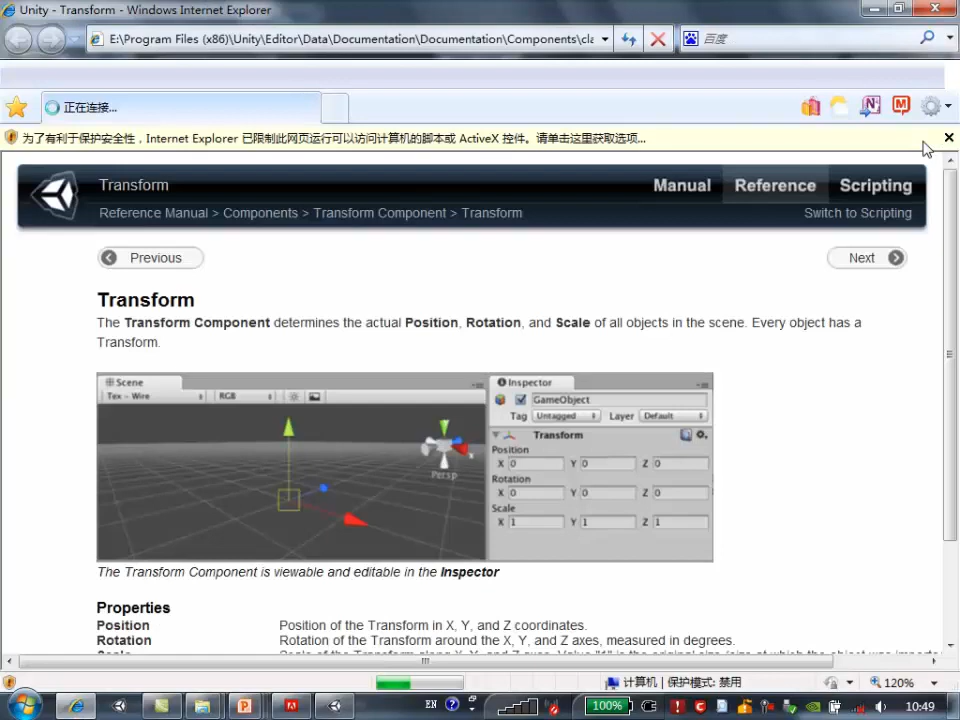 Unity - Transform - Windows Internet Explorer
E:\Program Files (x86)\Unity\Editor\Data\Documentation\Documentation\Components\cla
百度
正在连接...
为了有利于保护安全性，Internet Explorer 已限制此网页运行可以访问计算机的脚本或 ActiveX 控件。请单击这里获取选项...
Transform
Manual
Reference
Scripting
Reference Manual > Components > Transform Component > Transform
Switch to Scripting
Previous
Next
Transform
The Transform Component determines the actual Position, Rotation, and Scale of all objects in the scene. Every object has a
Transform.
Scene
Tex - Wire
RGB
Persp
Inspector
GameObject
Tag Untagged Layer Default
Transform
Position
X 0 Y 0 Z 0
Rotation
X 0 Y 0 Z 0
Scale
X 1 Y 1 Z 1
The Transform Component is viewable and editable in the Inspector
Properties
Position Position of the Transform in X, Y, and Z coordinates.
Rotation Rotation of the Transform around the X, Y, and Z axes, measured in degrees.
计算机 | 保护模式: 禁用
120%
EN
100%
10:49